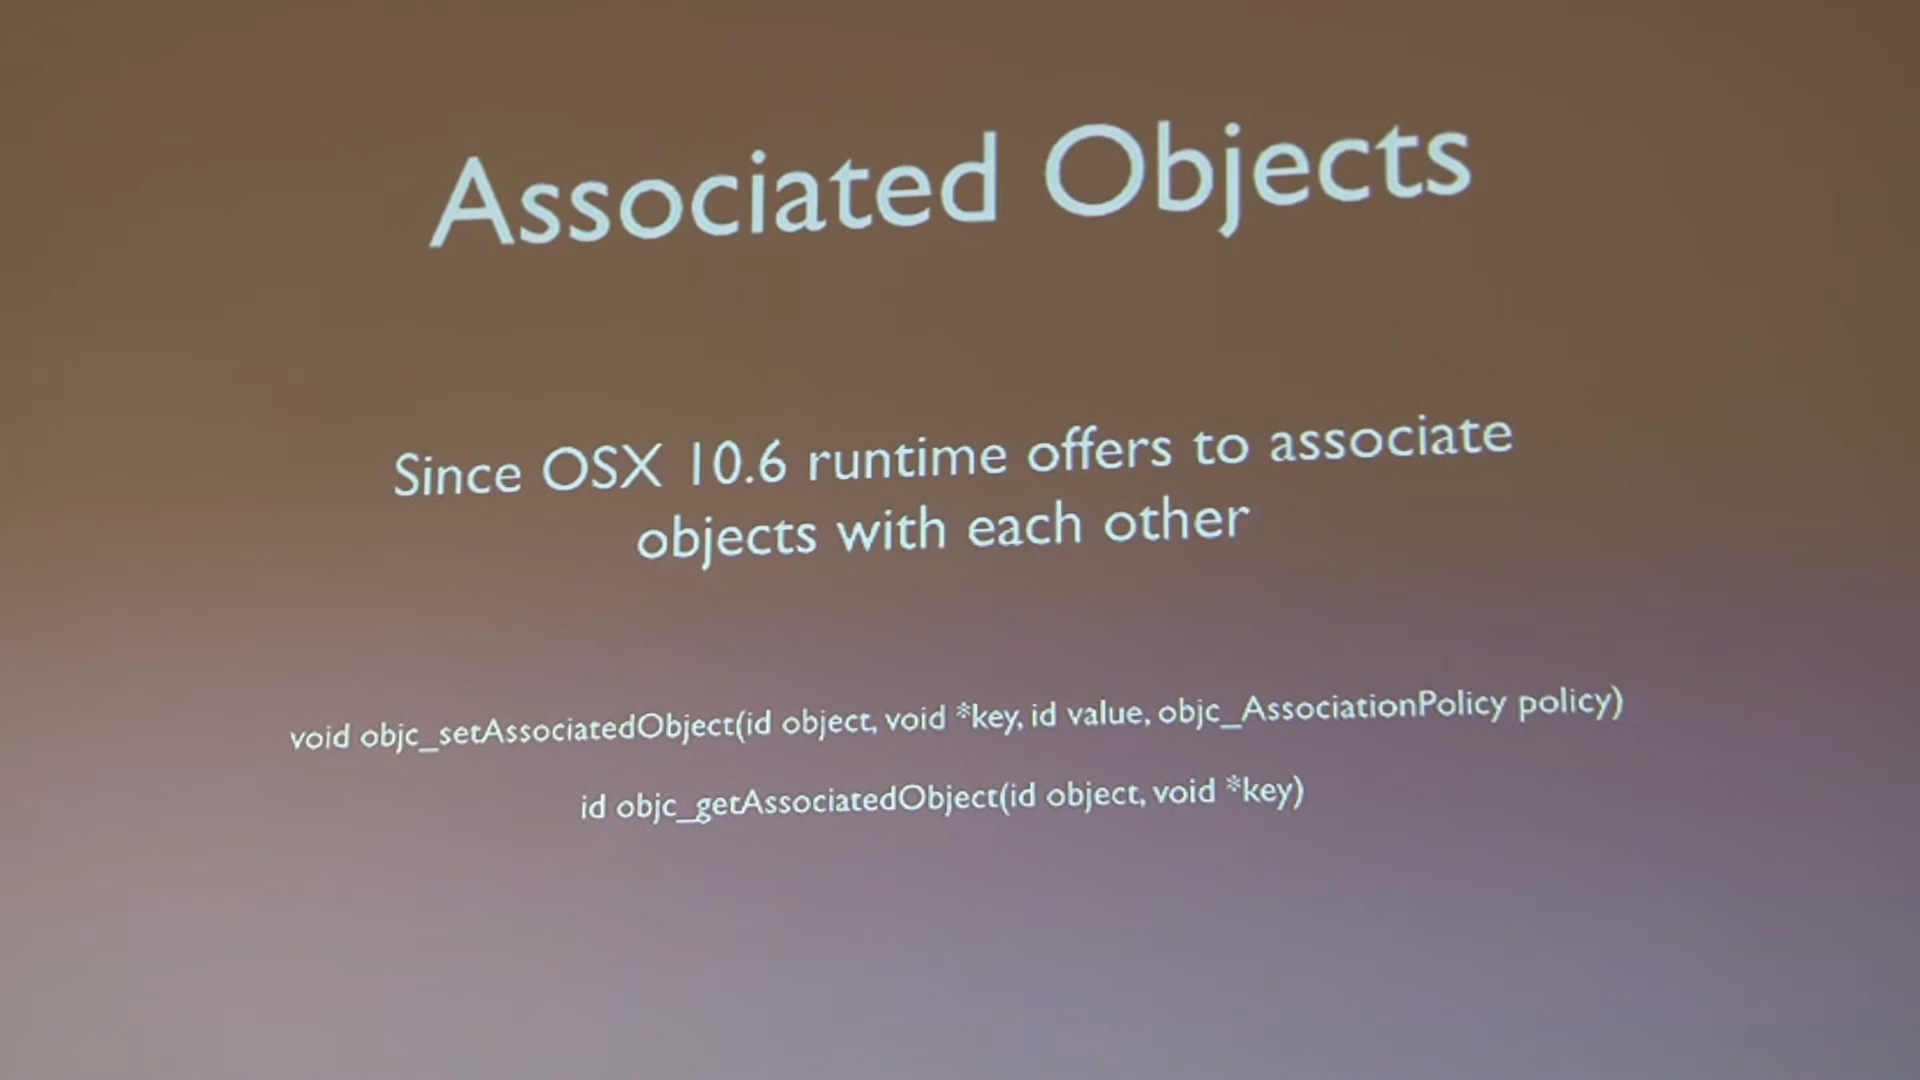 Associated Objects
Since OSX 10.6 runtime offers to associate
objects with each other
void objc_setAssociatedObject(id object, void *key, id value, objc_AssociationPolicy policy)
id objc_getAssociatedObject(id object, void *key)